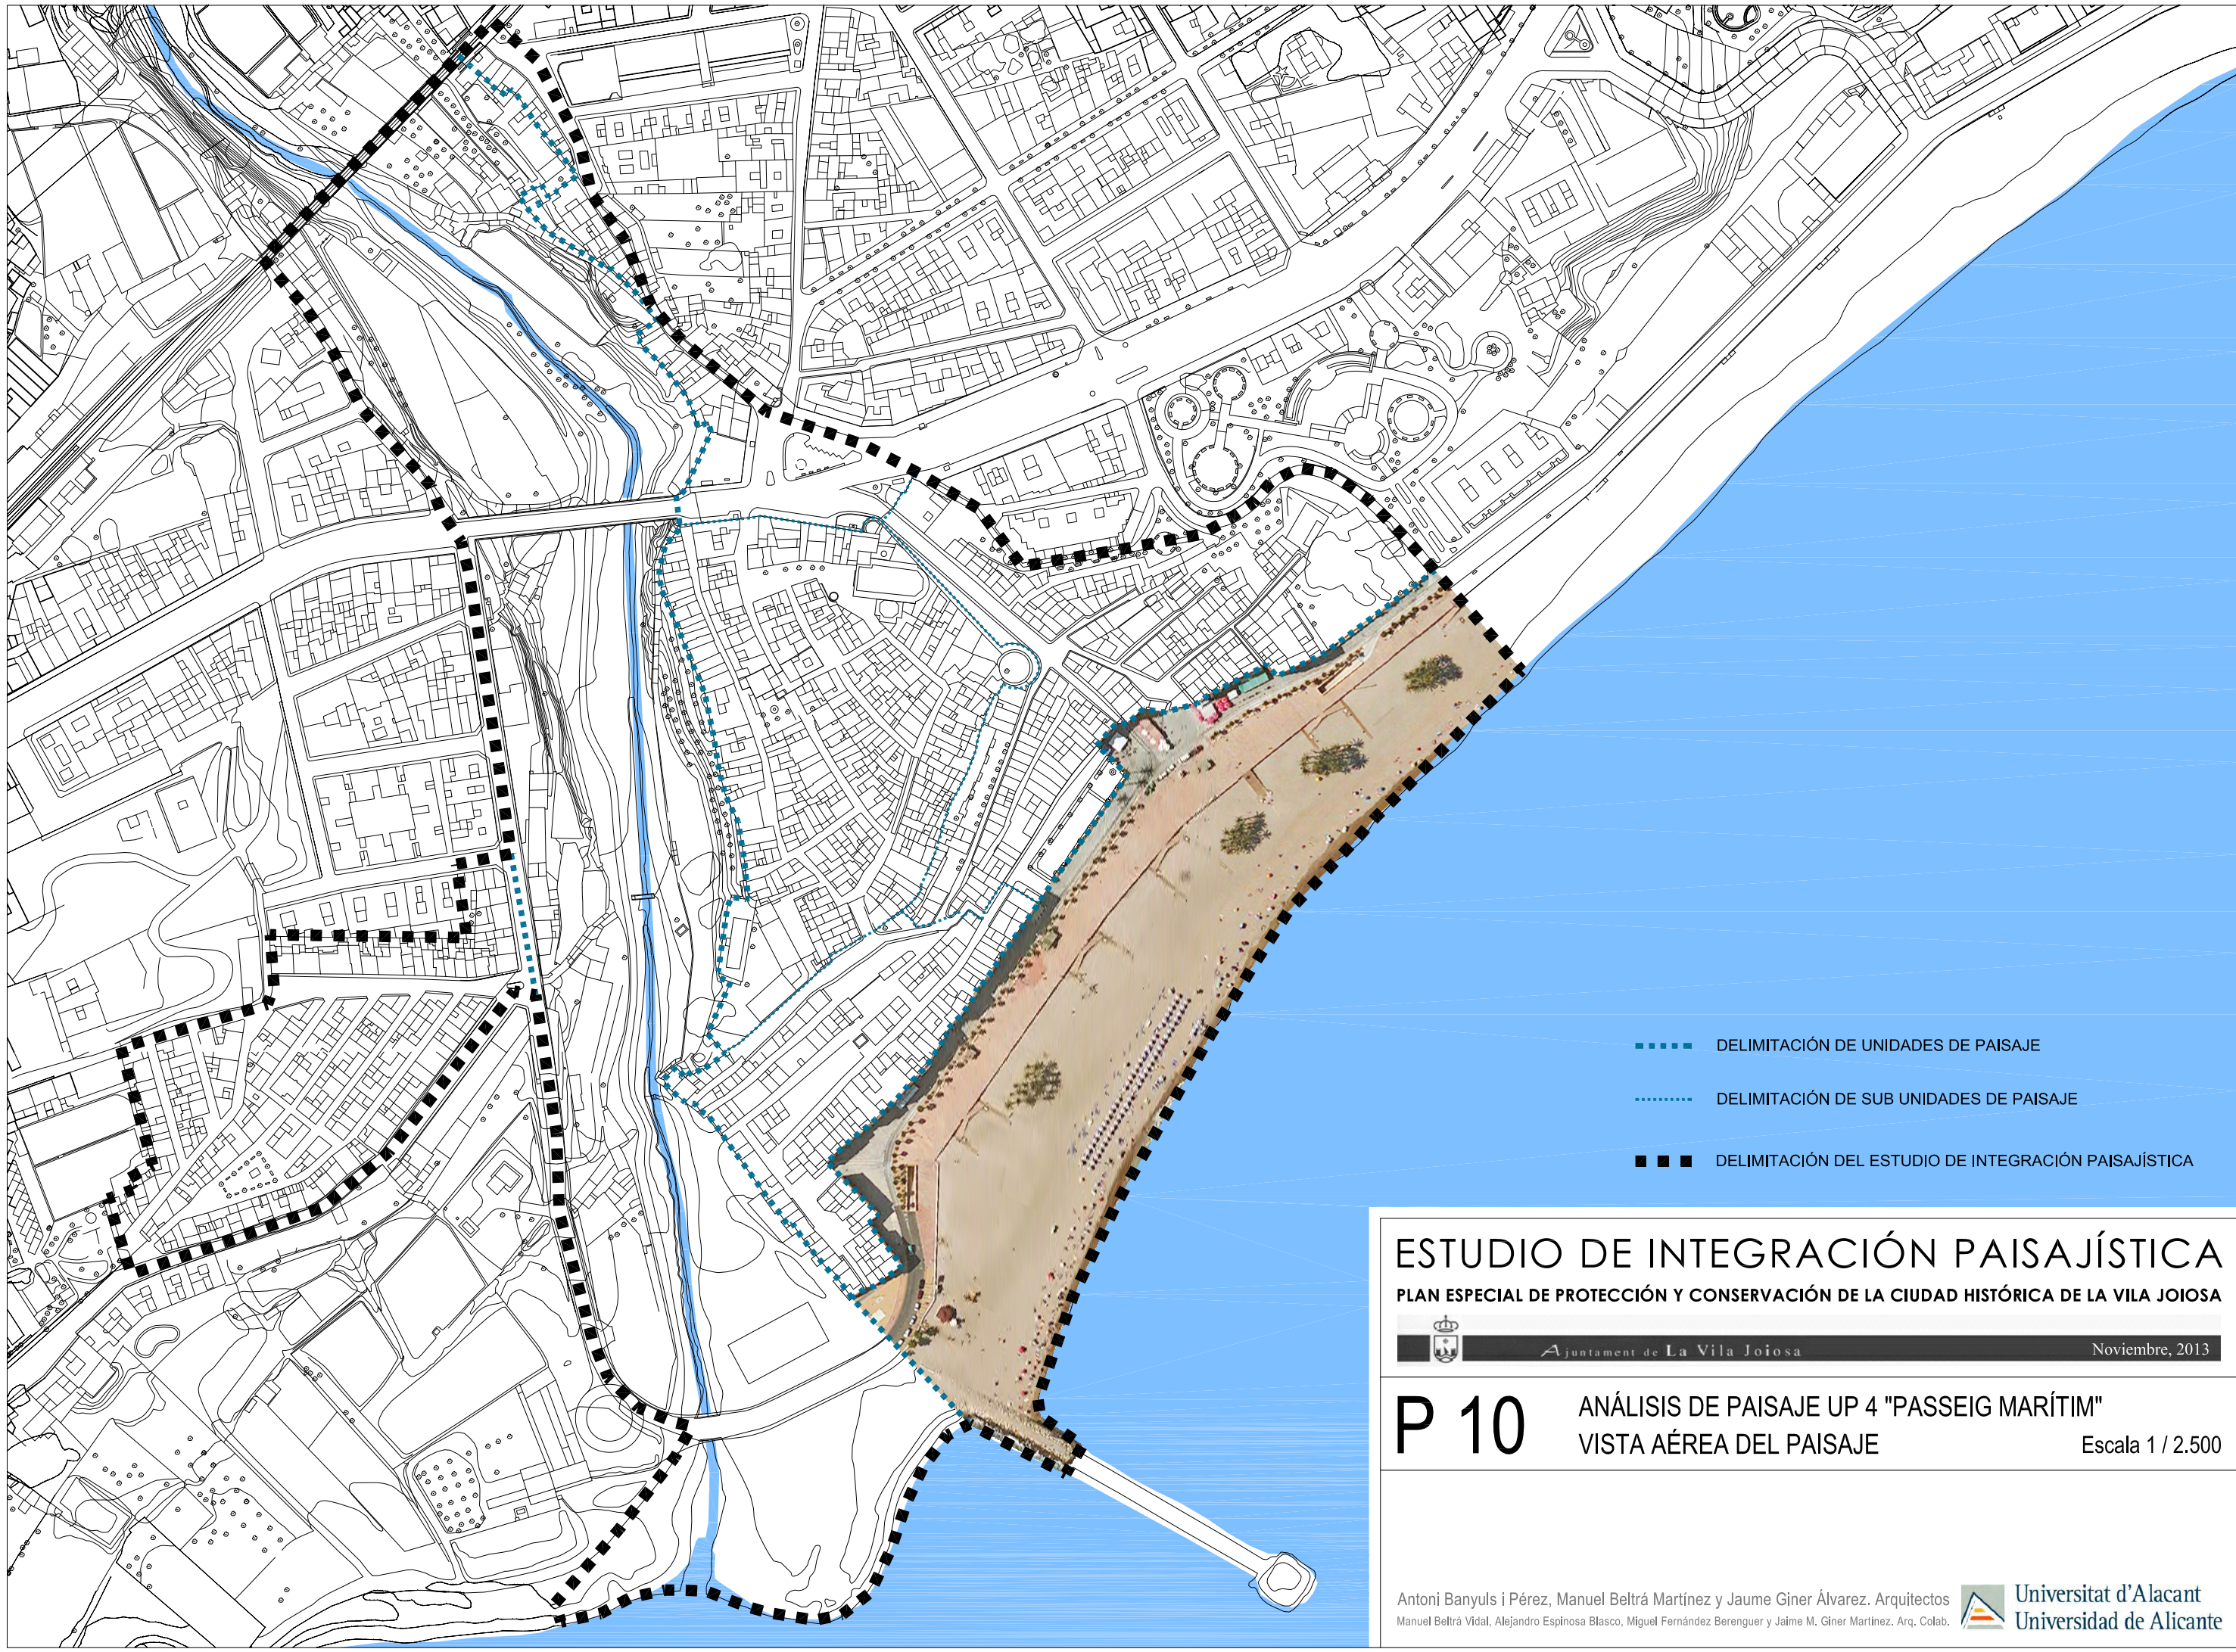 DELIMITACIÓN DE UNIDADES DE PAISAJE
DELIMITACIÓN DE SUB UNIDADES DE PAISAJE
DELIMITACIÓN DEL ESTUDIO DE INTEGRACIÓN PAISAJÍSTICA
ESTUDIO DE INTEGRACIÓN PAISAJÍSTICA
PLAN ESPECIAL DE PROTECCIÓN Y CONSERVACIÓN DE LA CIUDAD HISTÓRICA DE LA VILA JOIOSA
Ajuntament de La Vila Joiosa Noviembre, 2013
P 10
ANÁLISIS DE PAISAJE UP 4 "PASSEIG MARÍTIM"
VISTA AÉREA DEL PAISAJE Escala 1 / 2.500
Antoni Banyuls i Pérez, Manuel Beltrá Martínez y Jaume Giner Álvarez. Arquitectos
Manuel Beltrá Vidal, Alejandro Espinosa Blasco, Miguel Fernández Berenguer y Jaime M. Giner Martínez, Arq. Colab.
Universitat d'Alacant
Universidad de Alicante